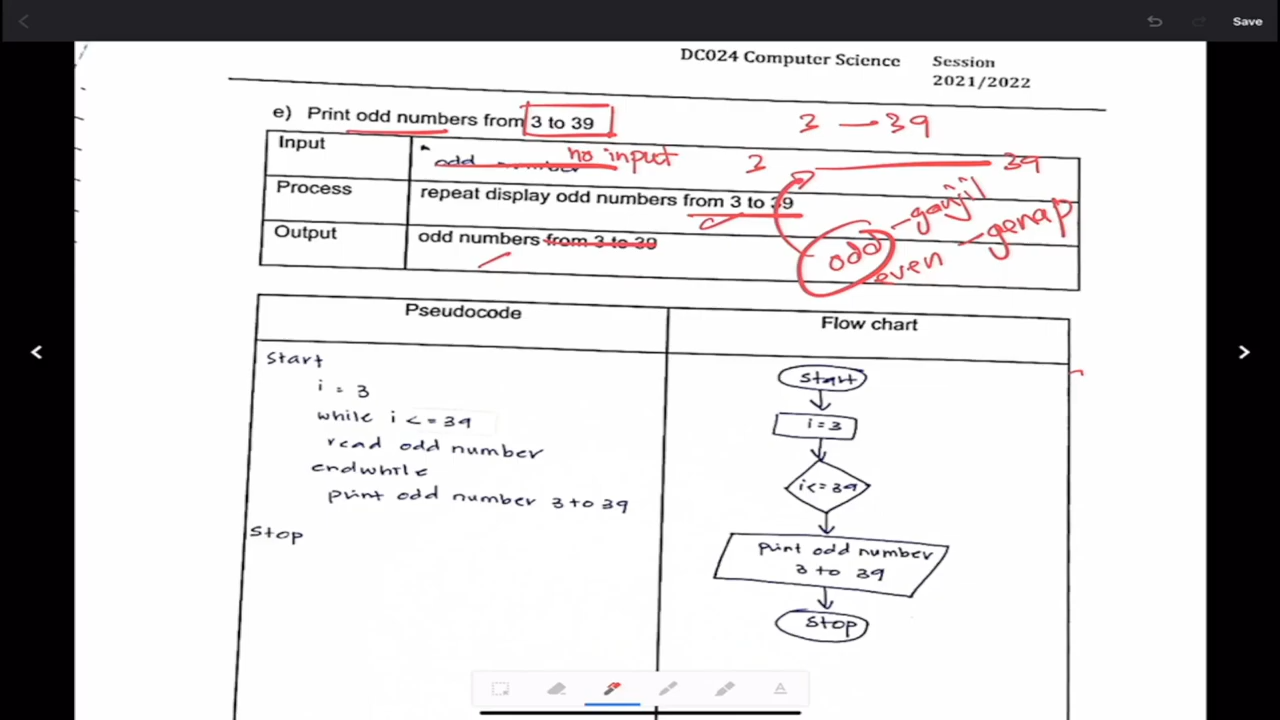 Save
DC024 Computer Science Session
2021/2022
e) Print odd numbers from 3 to 39
3 — 39
Input
odd number
no input
3 39
Process
repeat display odd numbers from 3 to 39
Output
odd numbers from 3 to 39
odd - ganjil
even - genap
Pseudocode
Flow chart
Start
i = 3
while i <= 39
read odd number
endwhile
print odd number 3 to 39
Stop
Start
i = 3
i <= 39
print odd number
3 to 39
Stop
A